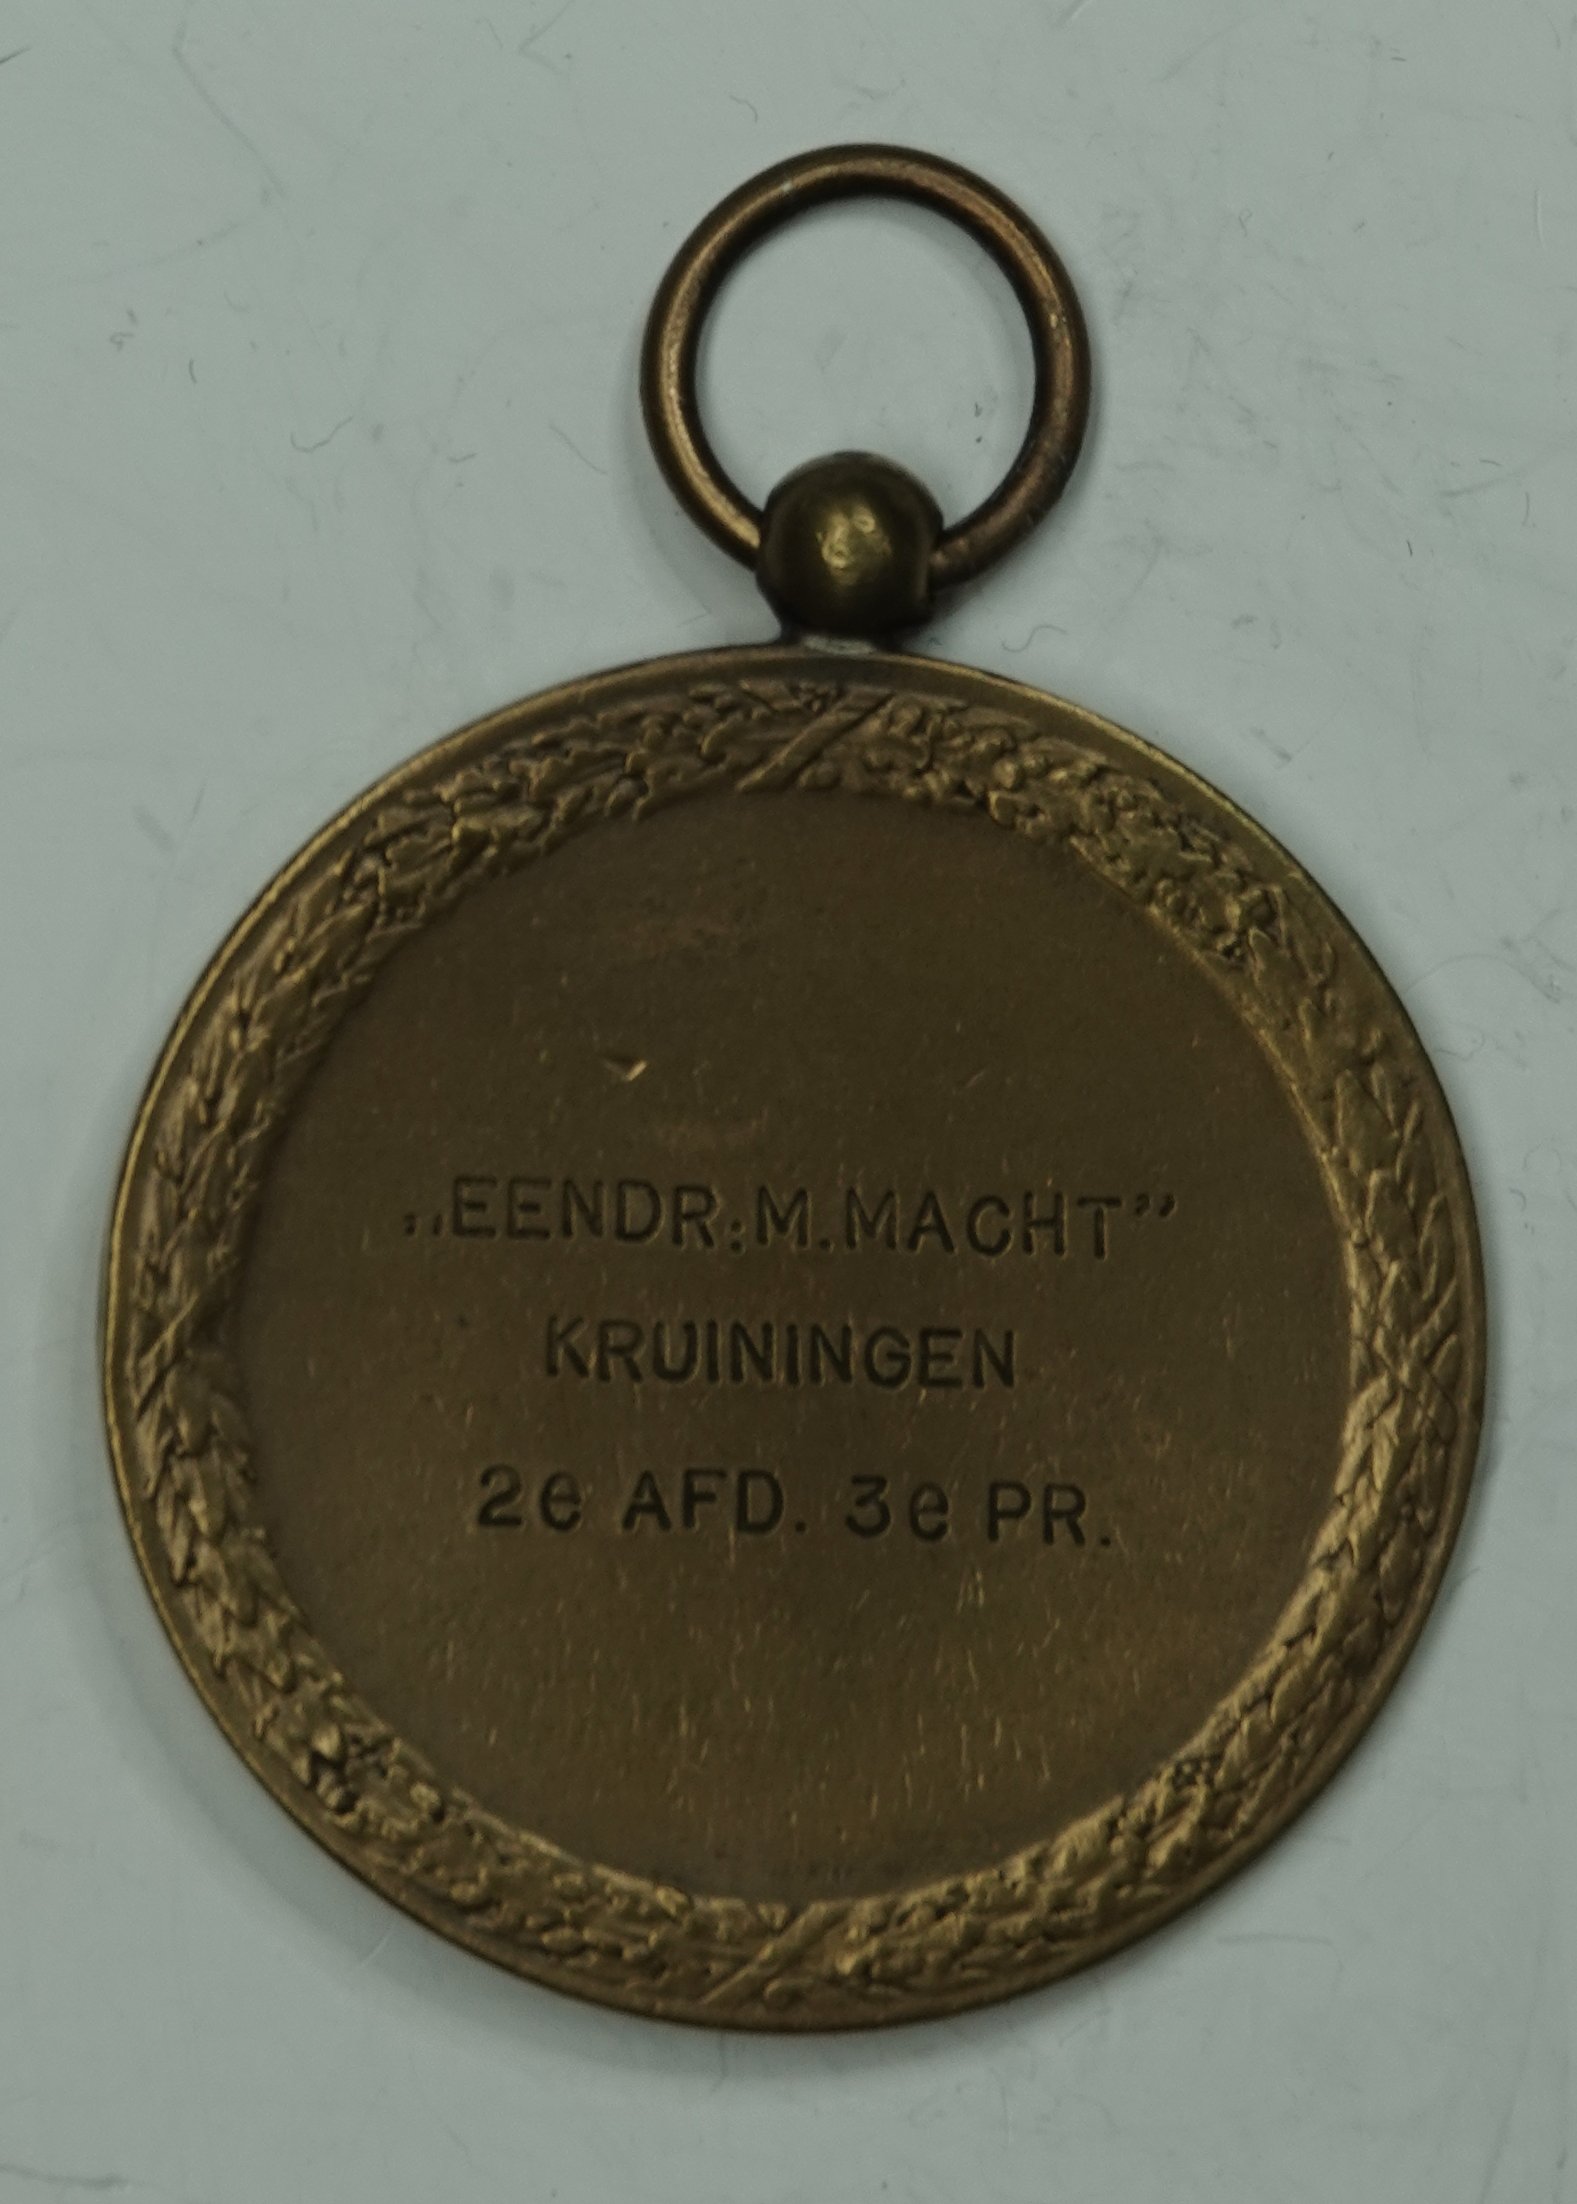 „EENDR: M. MACHT”
KRUININGEN
2e AFD. 3e PR.